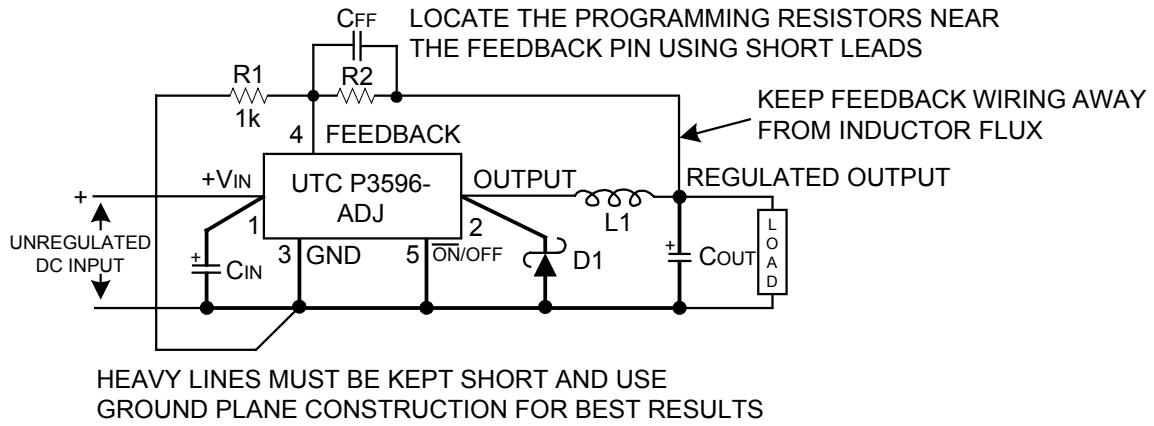 CFF
LOCATE THE PROGRAMMING RESISTORS NEAR
THE FEEDBACK PIN USING SHORT LEADS
R1
1k
R2
KEEP FEEDBACK WIRING AWAY
FROM INDUCTOR FLUX
4 FEEDBACK
+VIN
UTC P3596-
ADJ
OUTPUT
REGULATED OUTPUT
+
1
2
L1
UNREGULATED
DC INPUT
+
CIN
3 GND
5 ON/OFF
D1
+
COUT
LOAD
HEAVY LINES MUST BE KEPT SHORT AND USE
GROUND PLANE CONSTRUCTION FOR BEST RESULTS